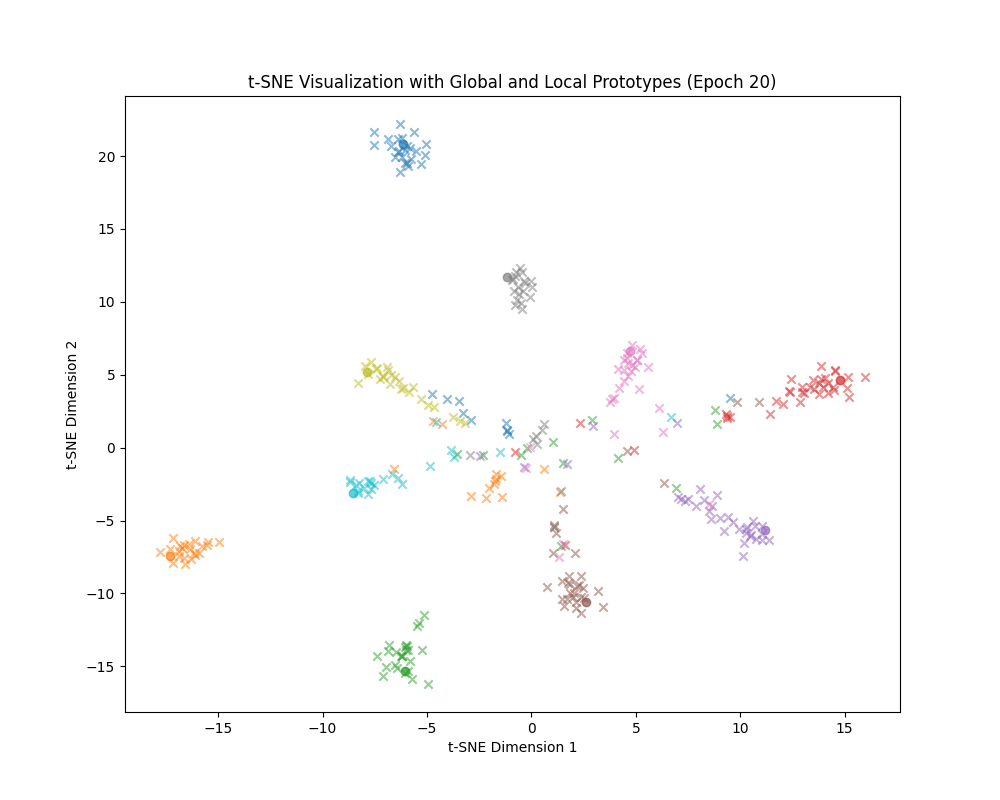 t-SNE Visualization with Global and Local Prototypes (Epoch 20)
20
15
10
5
0
−5
−10
−15
t-SNE Dimension 2
−15 −10 −5 0 5 10 15
t-SNE Dimension 1